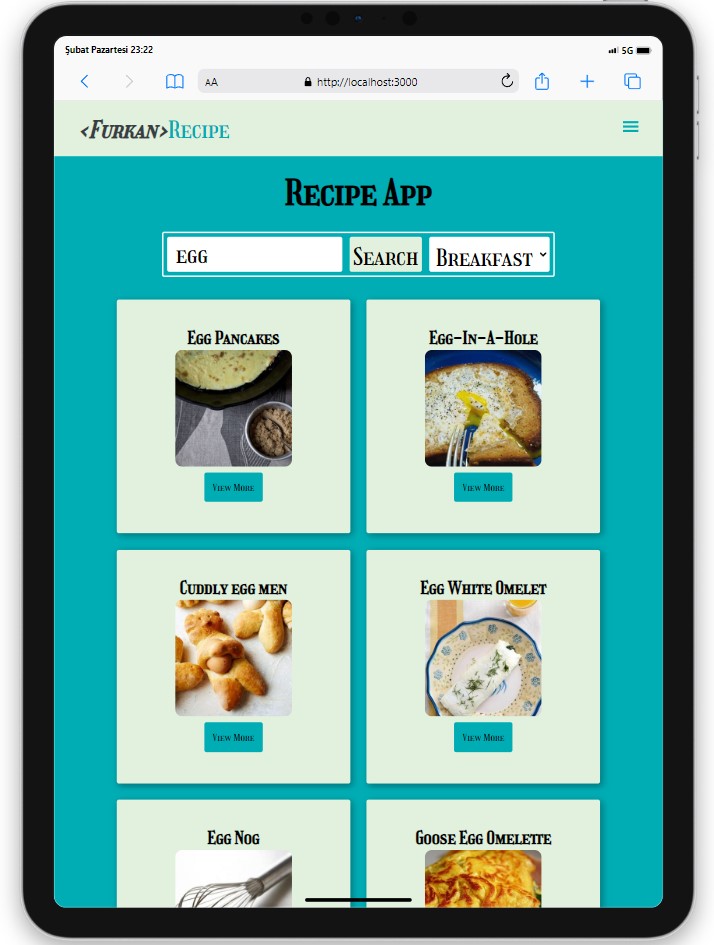 Şubat Pazartesi 23:22
5G
AA
http://localhost:3000
<Furkan>Recipe
Recipe App
egg
Search
Breakfast
Egg Pancakes
Egg-In-A-Hole
View More
View More
Cuddly egg men
Egg White Omelet
View More
View More
Egg Nog
Goose Egg Omelette